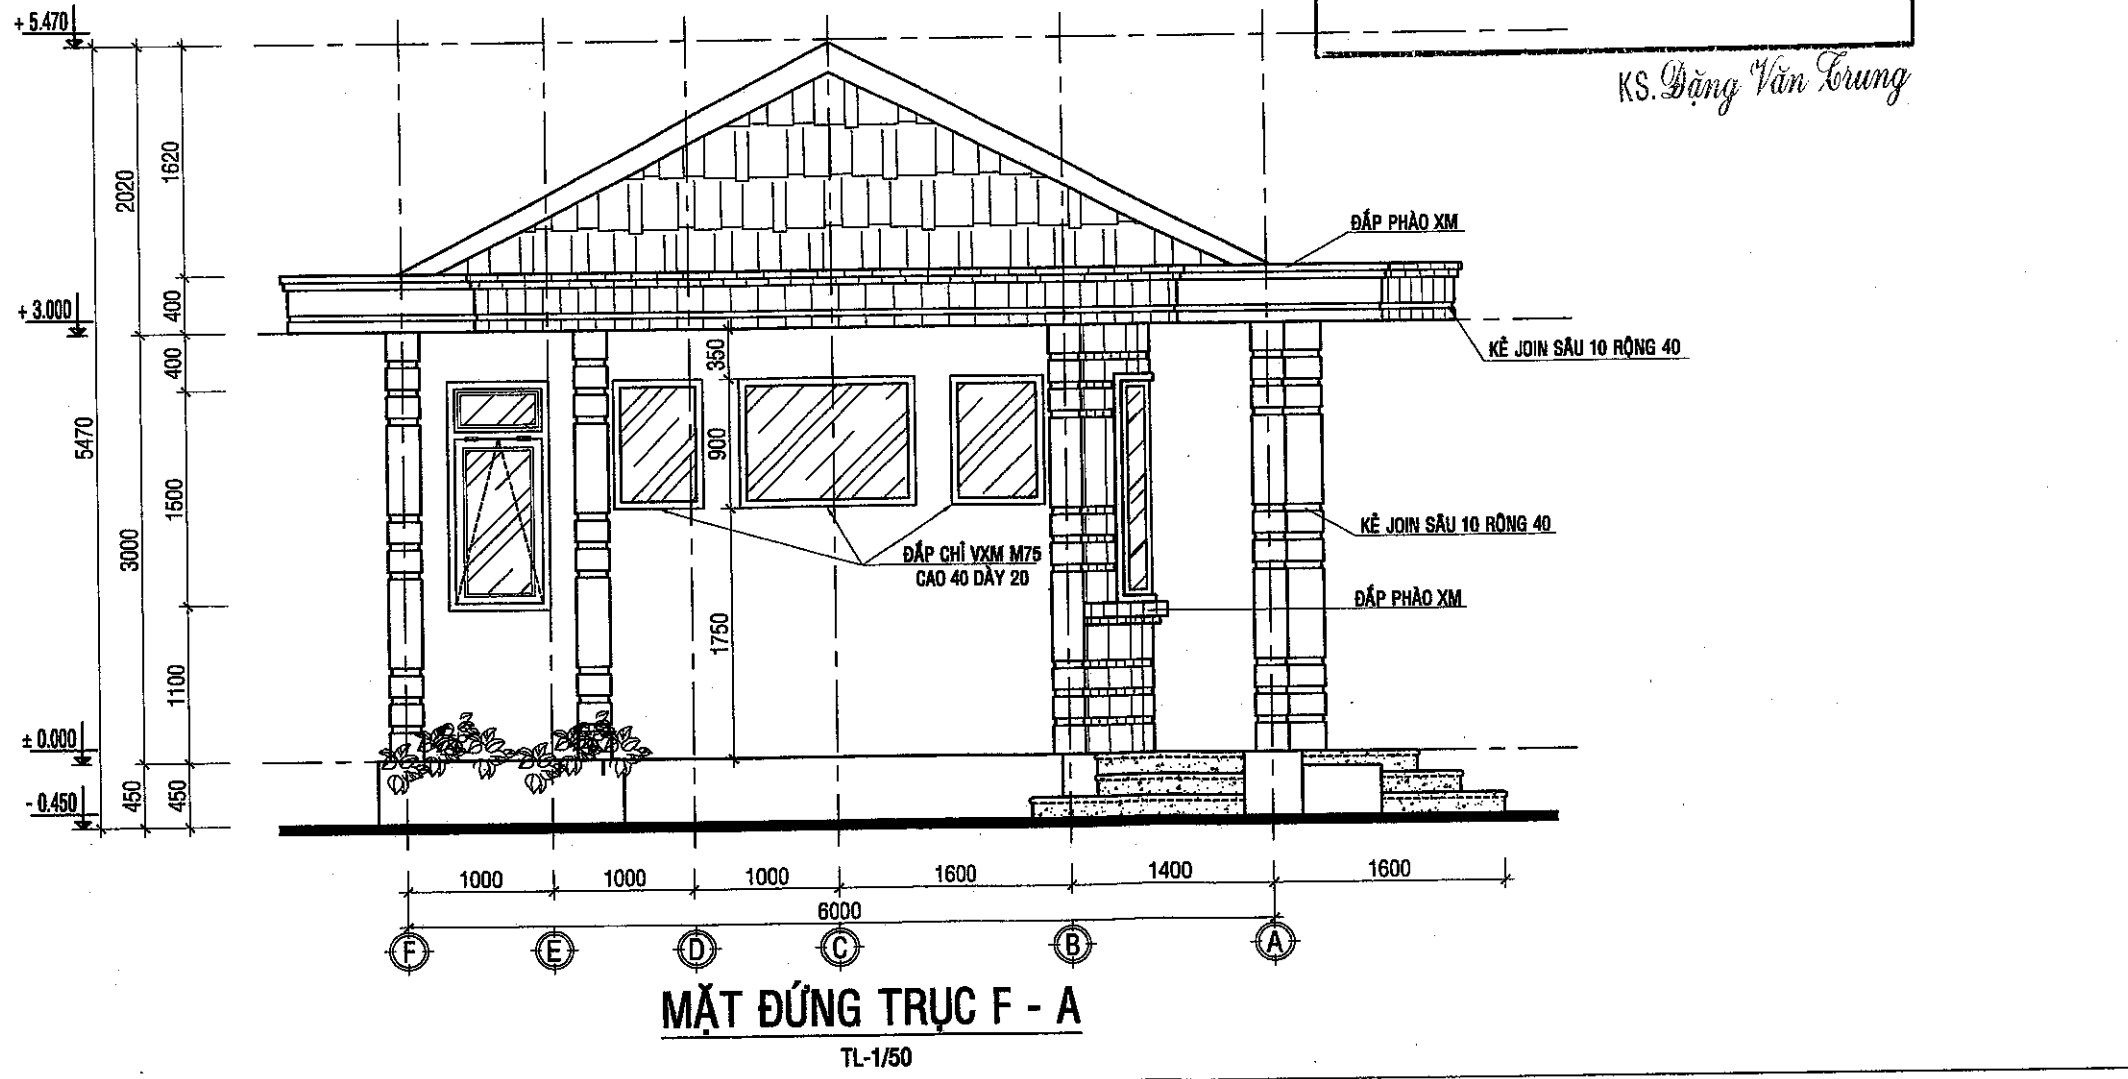 + 5.470
KS. Đặng Văn Trung
1620
2020
ĐẮP PHÀO XM
400
+ 3.000
KẺ JOIN SÂU 10 RỘNG 40
350
400
5470
900
1500
3000
KẺ JOIN SÂU 10 RỘNG 40
ĐẮP CHỈ VXM M75
CAO 40 DÀY 20
ĐẮP PHÀO XM
1750
1100
± 0.000
- 0.450
450
450
1000
1000
1000
1600
1400
1600
6000
F
E
D
C
B
A
MẶT ĐỨNG TRỤC F - A
TL-1/50